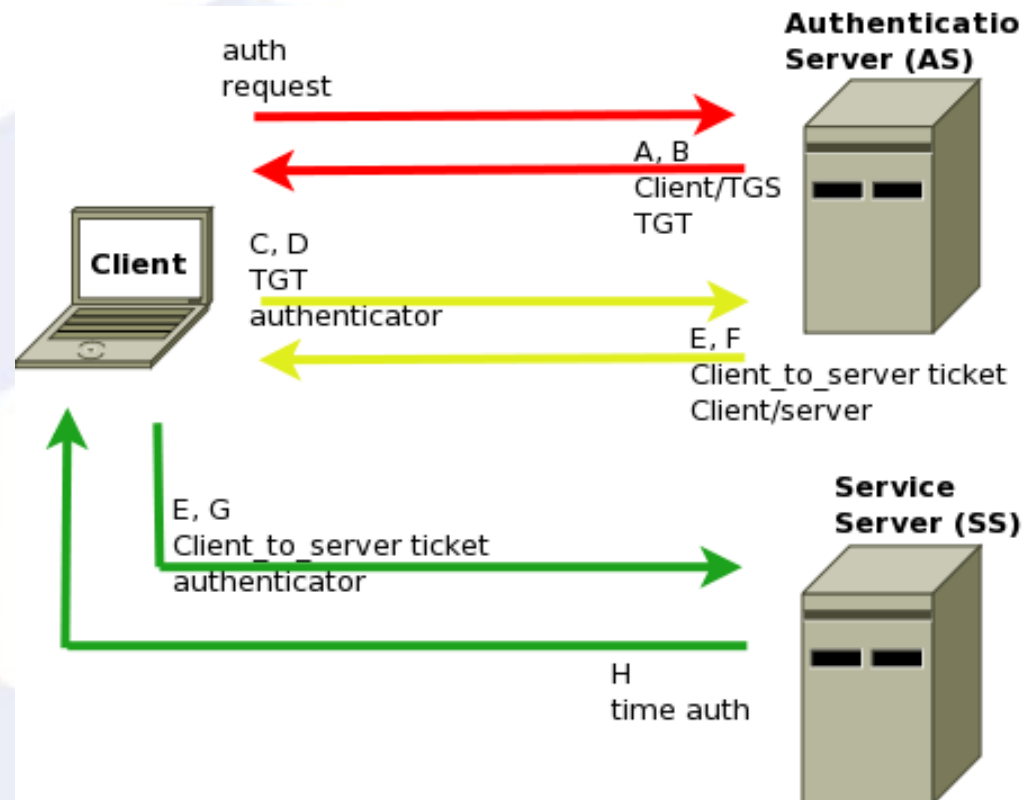 Authenticatio
Server (AS)
auth
request
A, B
Client/TGS
TGT
Client
C, D
TGT
authenticator
E, F
Client_to_server ticket
Client/server
E, G
Client_to_server ticket
authenticator
Service
Server (SS)
H
time auth